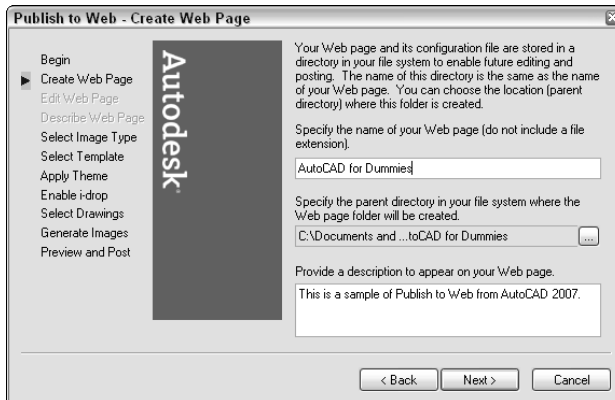 Publish to Web - Create Web Page
Begin
Create Web Page
Edit Web Page
Describe Web Page
Select Image Type
Select Template
Apply Theme
Enable i-drop
Select Drawings
Generate Images
Preview and Post
Autodesk
Your Web page and its configuration file are stored in a
directory in your file system to enable future editing and
posting. The name of this directory is the same as the name
of your Web page. You can choose the location (parent
directory) where this folder is created.
Specify the name of your Web page (do not include a file
extension).
AutoCAD for Dummies
Specify the parent directory in your file system where the
Web page folder will be created.
C:\Documents and ...toCAD for Dummies
...
Provide a description to appear on your Web page.
This is a sample of Publish to Web from AutoCAD 2007.
< Back
Next >
Cancel